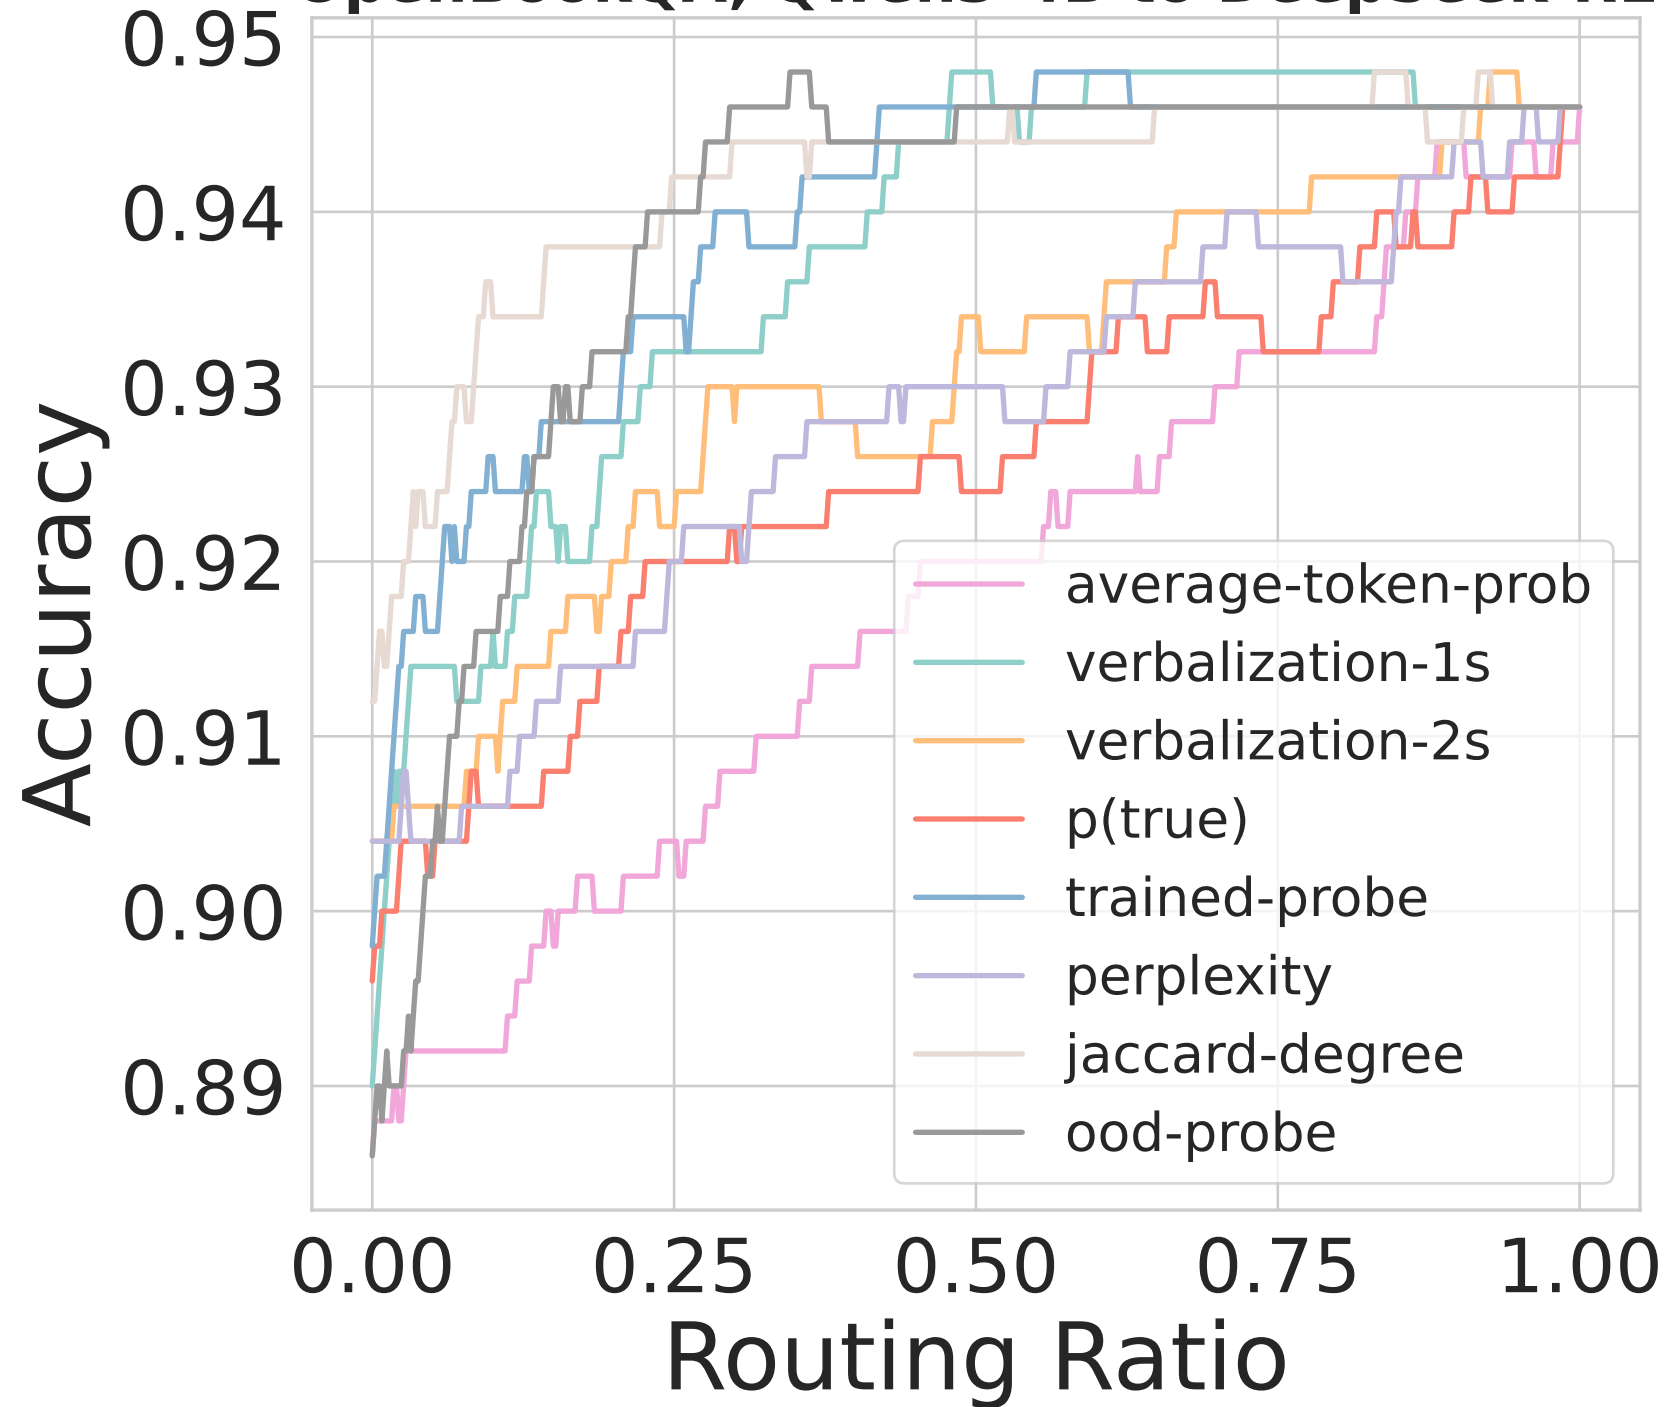 0.95
0.94
0.93
0.92
0.91
0.90
0.89
Accuracy
average-token-prob
verbalization-1s
verbalization-2s
p(true)
trained-probe
perplexity
jaccard-degree
ood-probe
0.00 0.25 0.50 0.75 1.00
Routing Ratio